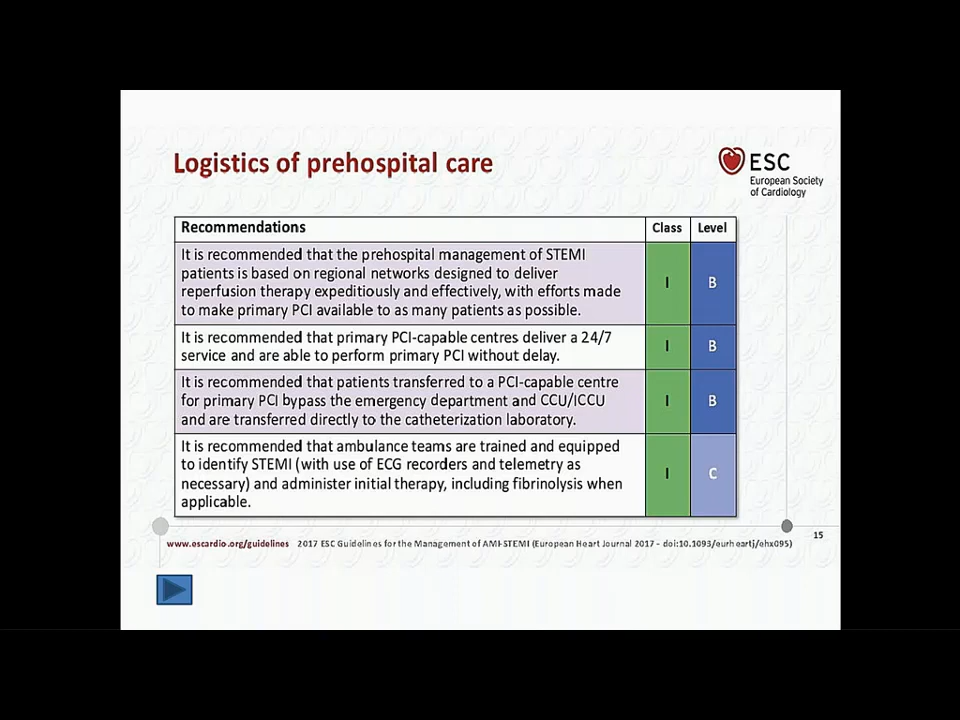 Logistics of prehospital care
ESC
European Society
of Cardiology
Recommendations Class Level
It is recommended that the prehospital management of STEMI
patients is based on regional networks designed to deliver
reperfusion therapy expeditiously and effectively, with efforts made
to make primary PCI available to as many patients as possible.
I B
It is recommended that primary PCI-capable centres deliver a 24/7
service and are able to perform primary PCI without delay.
I B
It is recommended that patients transferred to a PCI-capable centre
for primary PCI bypass the emergency department and CCU/ICCU
and are transferred directly to the catheterization laboratory.
I B
It is recommended that ambulance teams are trained and equipped
to identify STEMI (with use of ECG recorders and telemetry as
necessary) and administer initial therapy, including fibrinolysis when
applicable.
I C
15
www.escardio.org/guidelines 2017 ESC Guidelines for the Management of AMI-STEMI (European Heart Journal 2017 - doi:10.1093/eurheartj/ehx095)